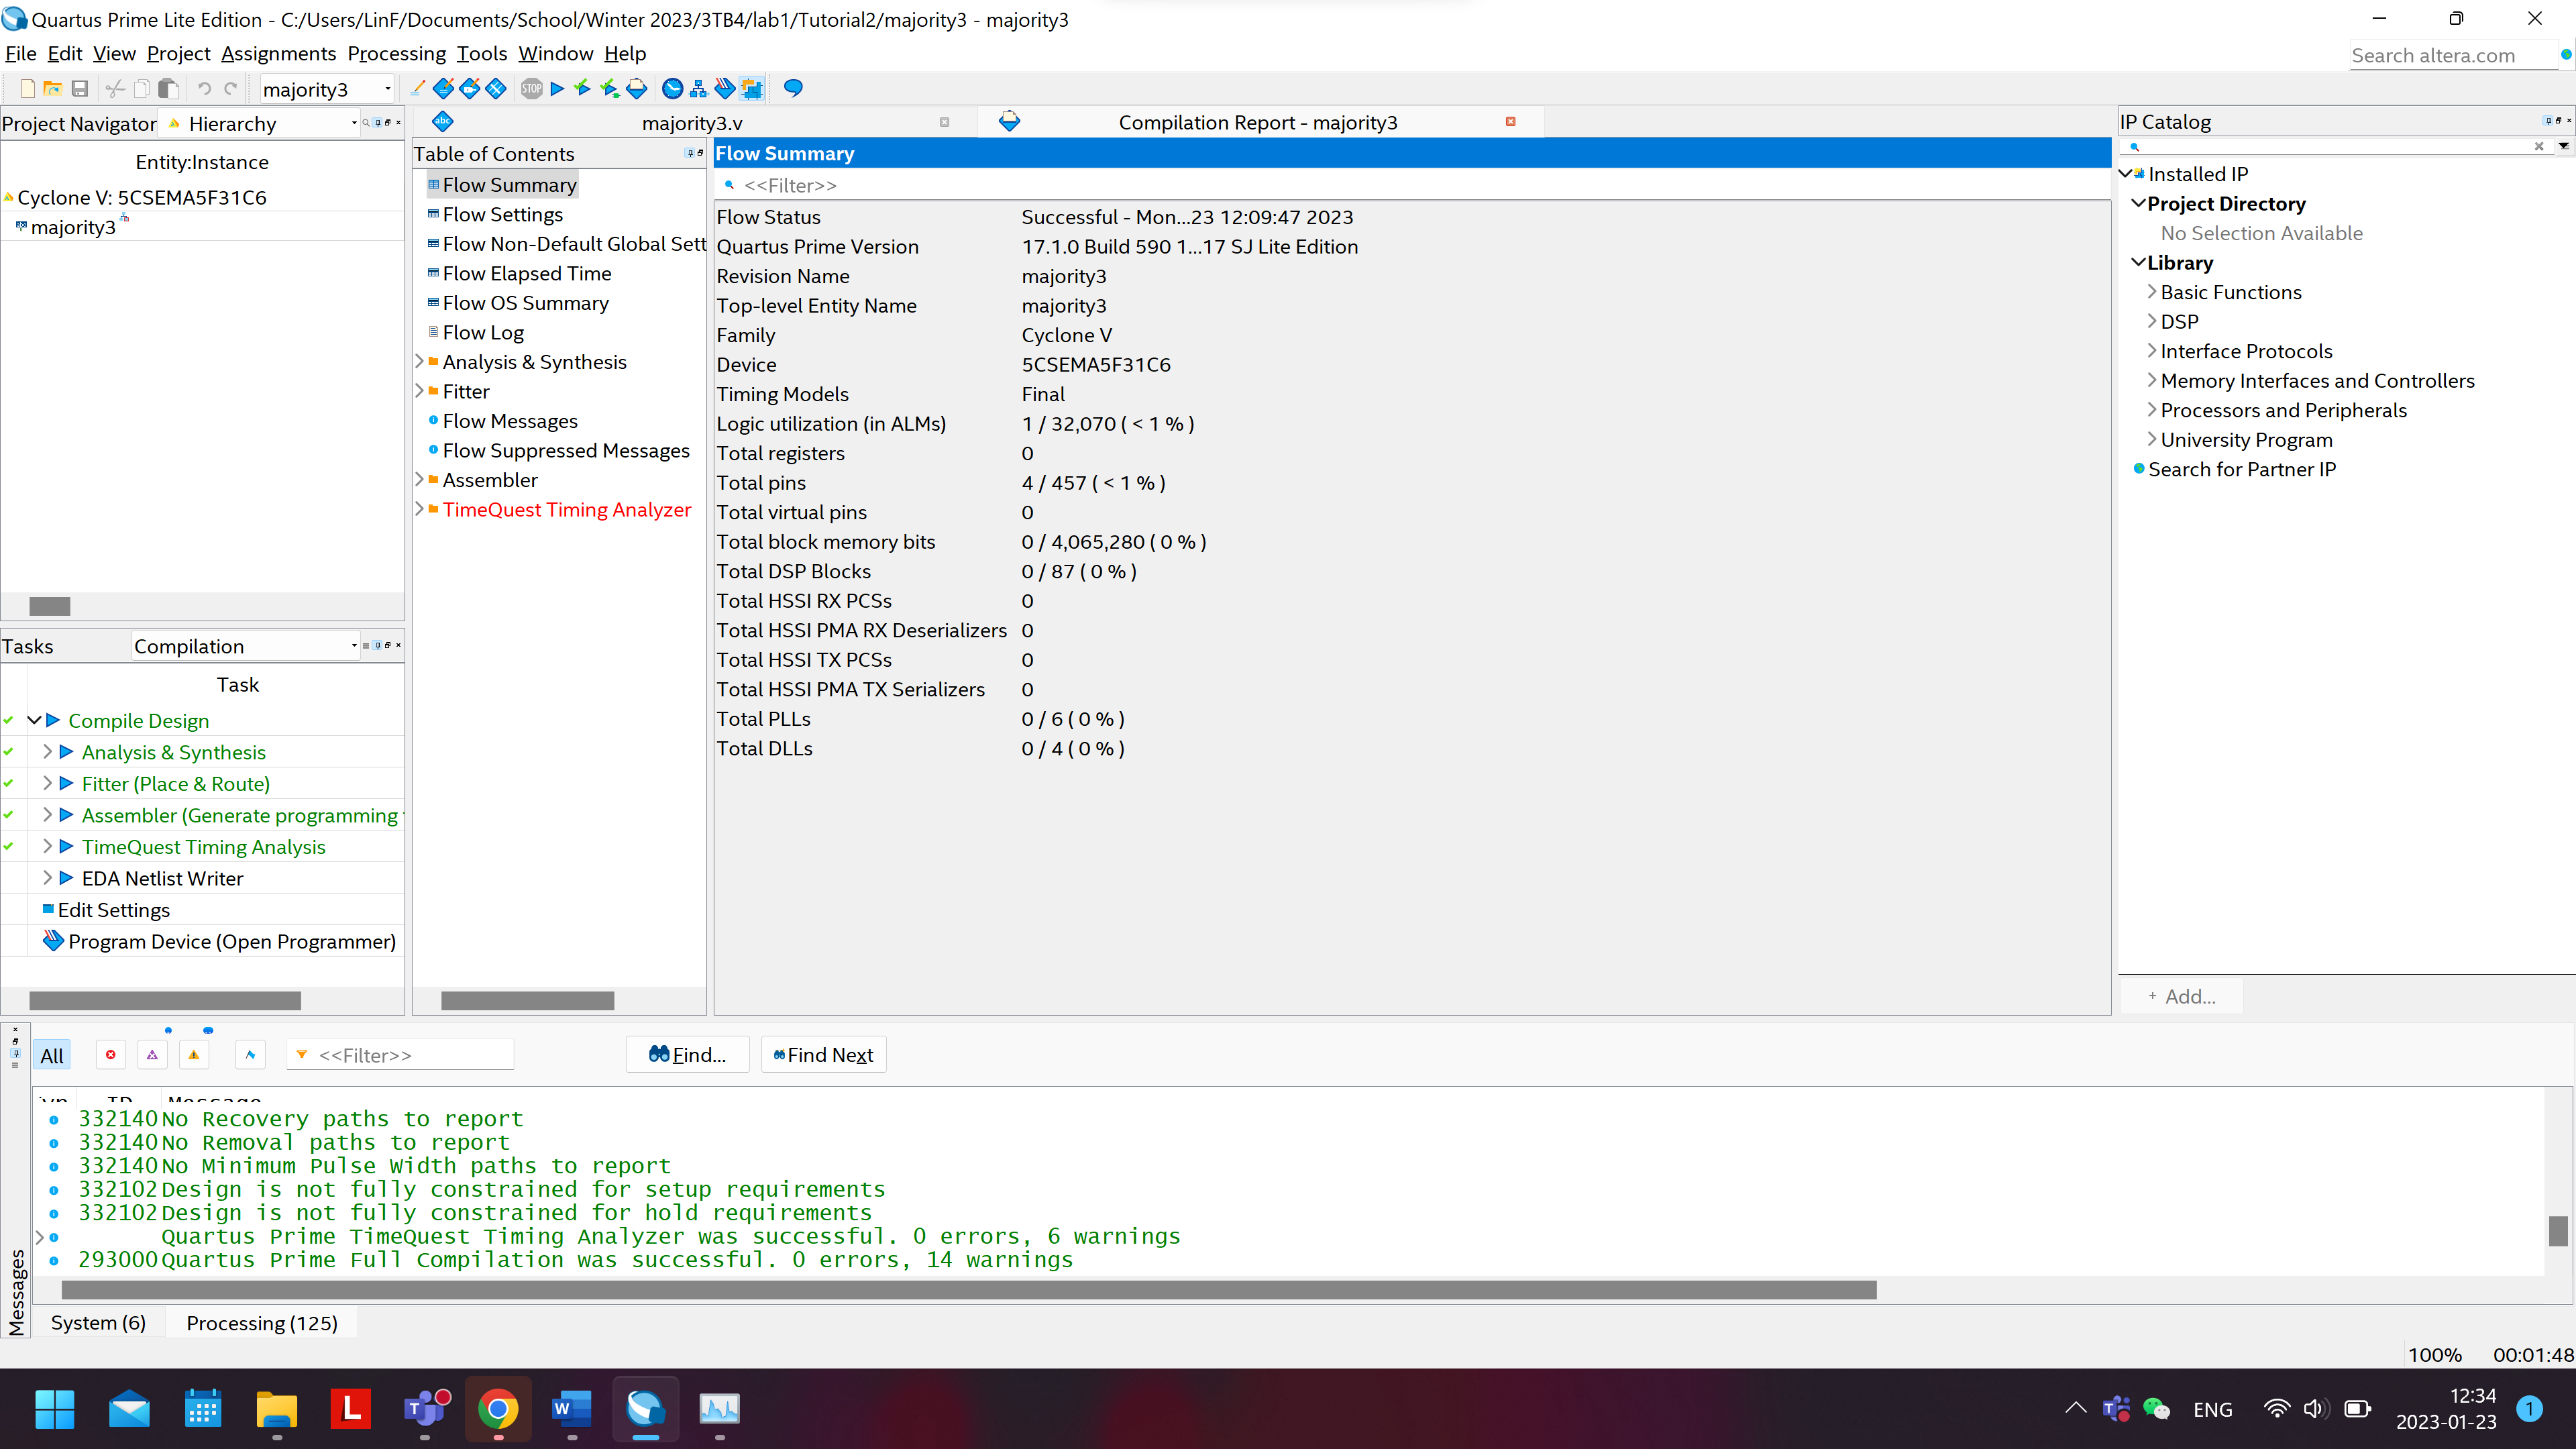 Quartus Prime Lite Edition - C:/Users/LinF/Documents/School/Winter 2023/3TB4/lab1/Tutorial2/majority3 - majority3
File Edit View Project Assignments Processing Tools Window Help
Search altera.com
majority3
STOP
Project Navigator
Hierarchy
Entity:Instance
Cyclone V: 5CSEMA5F31C6
majority3
Tasks
Compilation
Task
Compile Design
Analysis & Synthesis
Fitter (Place & Route)
Assembler (Generate programming
TimeQuest Timing Analysis
EDA Netlist Writer
Edit Settings
Program Device (Open Programmer)
abc
majority3.v
Compilation Report - majority3
Table of Contents
Flow Summary
Flow Settings
Flow Non-Default Global Sett
Flow Elapsed Time
Flow OS Summary
Flow Log
Analysis & Synthesis
Fitter
Flow Messages
Flow Suppressed Messages
Assembler
TimeQuest Timing Analyzer
Flow Summary
<<Filter>>
Flow Status Successful - Mon...23 12:09:47 2023
Quartus Prime Version 17.1.0 Build 590 1...17 SJ Lite Edition
Revision Name majority3
Top-level Entity Name majority3
Family Cyclone V
Device 5CSEMA5F31C6
Timing Models Final
Logic utilization (in ALMs) 1 / 32,070 ( < 1 % )
Total registers 0
Total pins 4 / 457 ( < 1 % )
Total virtual pins 0
Total block memory bits 0 / 4,065,280 ( 0 % )
Total DSP Blocks 0 / 87 ( 0 % )
Total HSSI RX PCSs 0
Total HSSI PMA RX Deserializers 0
Total HSSI TX PCSs 0
Total HSSI PMA TX Serializers 0
Total PLLs 0 / 6 ( 0 % )
Total DLLs 0 / 4 ( 0 % )
IP Catalog
Installed IP
Project Directory
No Selection Available
Library
Basic Functions
DSP
Interface Protocols
Memory Interfaces and Controllers
Processors and Peripherals
University Program
Search for Partner IP
+ Add...
All
<<Filter>>
Find...
Find Next
ID Message
332140 No Recovery paths to report
332140 No Removal paths to report
332140 No Minimum Pulse Width paths to report
332102 Design is not fully constrained for setup requirements
332102 Design is not fully constrained for hold requirements
Quartus Prime TimeQuest Timing Analyzer was successful. 0 errors, 6 warnings
293000 Quartus Prime Full Compilation was successful. 0 errors, 14 warnings
Messages
System (6)
Processing (125)
100% 00:01:48
L
T
W
T
ENG
12:34
2023-01-23
1